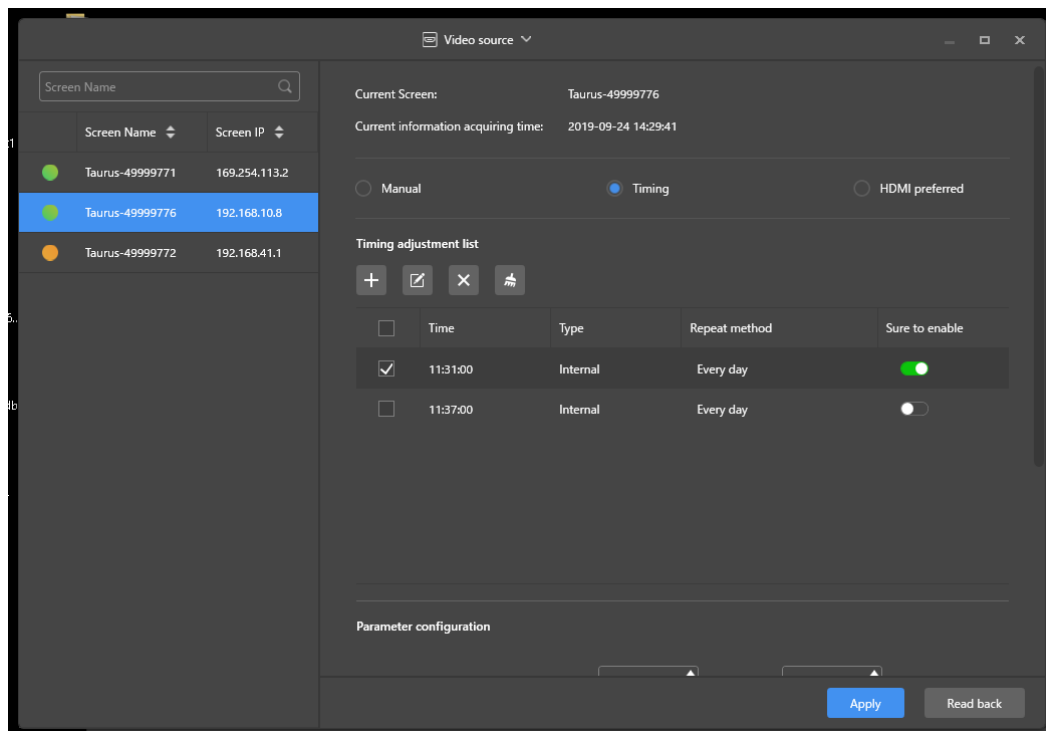 Video source
Screen Name
Screen Name Screen IP
Taurus-49999771 169.254.113.2
Taurus-49999776 192.168.10.8
Taurus-49999772 192.168.41.1
Current Screen: Taurus-49999776
Current information acquiring time: 2019-09-24 14:29:41
Manual Timing HDMI preferred
Timing adjustment list
Time Type Repeat method Sure to enable
11:31:00 Internal Every day
11:37:00 Internal Every day
Parameter configuration
Apply Read back